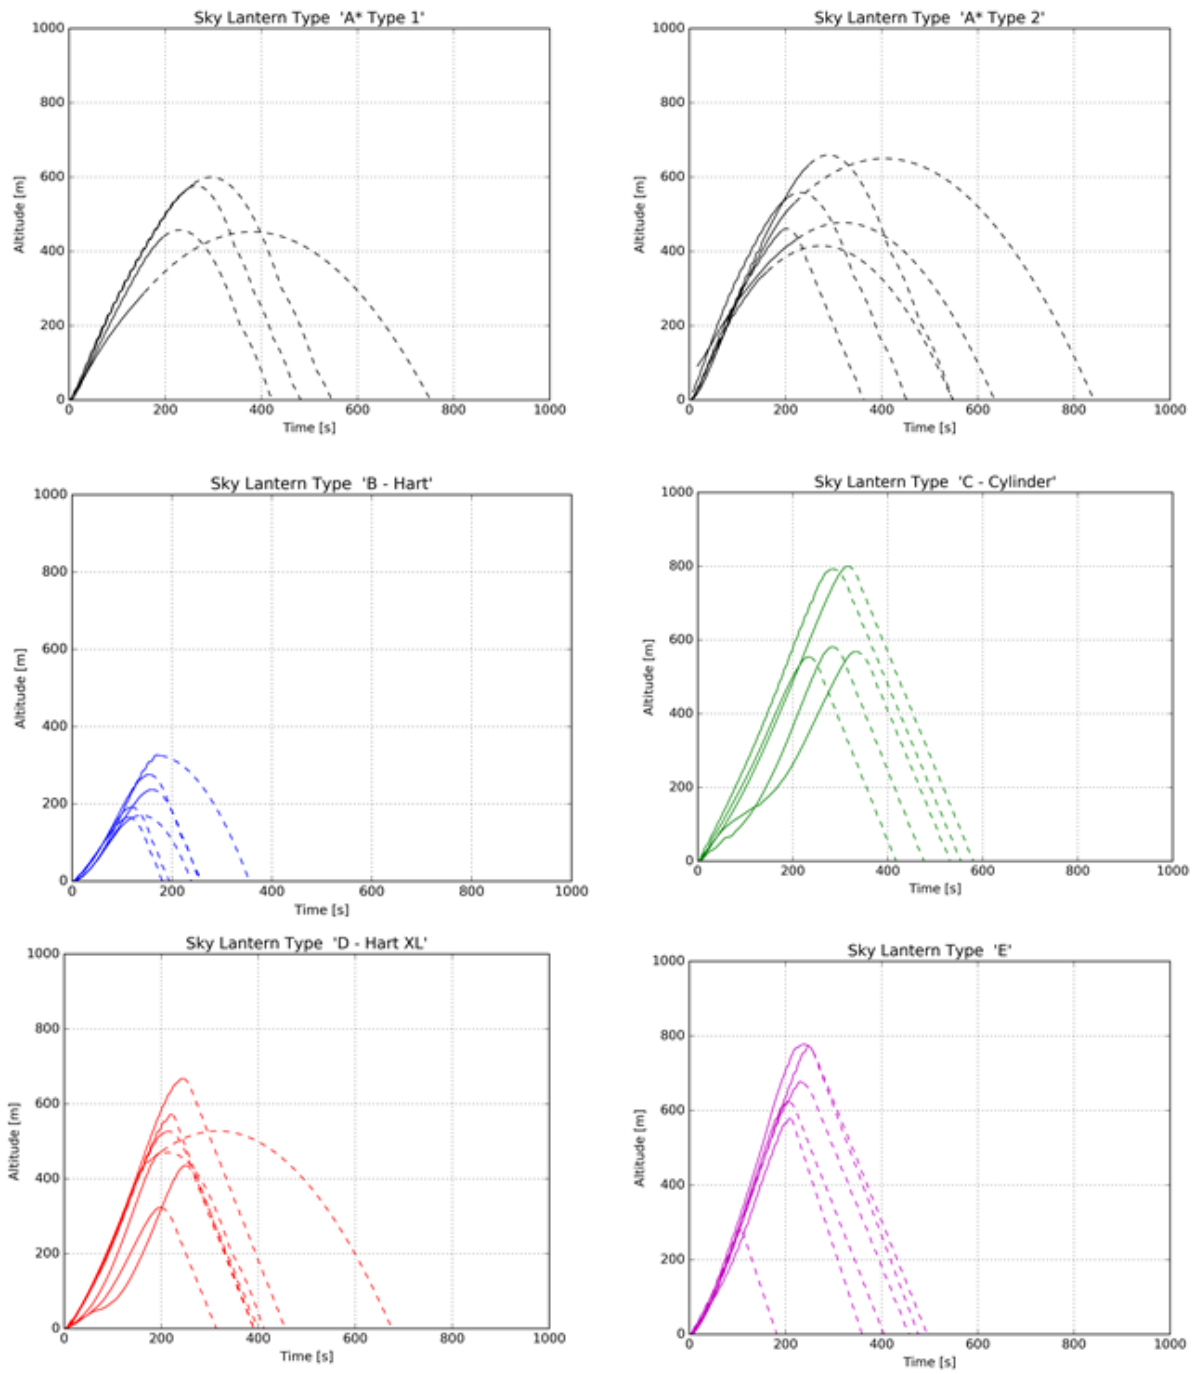 Sky Lantern Type 'A* Type 1'
1000
800
600
400
200
0
Altitude [m]
0 200 400 600 800 1000
Time [s]
Sky Lantern Type 'A* Type 2'
1000
800
600
400
200
0
Altitude [m]
0 200 400 600 800 1000
Time [s]
Sky Lantern Type 'B - Hart'
1000
800
600
400
200
0
Altitude [m]
0 200 400 600 800 1000
Time [s]
Sky Lantern Type 'C - Cylinder'
1000
800
600
400
200
0
Altitude [m]
0 200 400 600 800 1000
Time [s]
Sky Lantern Type 'D - Hart XL'
1000
800
600
400
200
0
Altitude [m]
0 200 400 600 800 1000
Time [s]
Sky Lantern Type 'E'
1000
800
600
400
200
0
Altitude [m]
0 200 400 600 800 1000
Time [s]